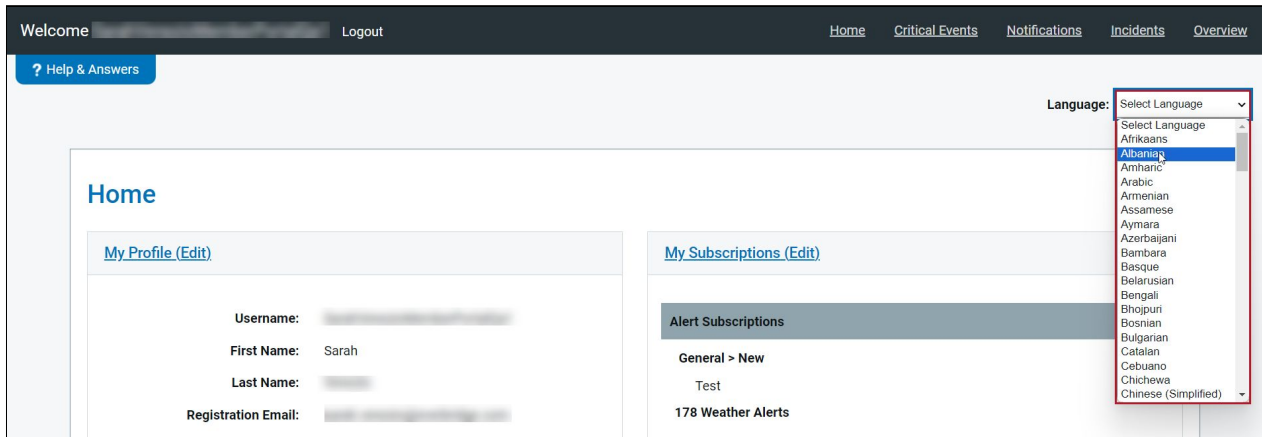 Welcome Logout Home Critical Events Notifications Incidents Overview
? Help & Answers
Language: Select Language
Select Language
Afrikaans
Albanian
Amharic
Arabic
Armenian
Assamese
Aymara
Azerbaijani
Bambara
Basque
Belarusian
Bengali
Bhojpuri
Bosnian
Bulgarian
Catalan
Cebuano
Chichewa
Chinese (Simplified)
Home
My Profile (Edit)
Username:
First Name: Sarah
Last Name:
Registration Email:
My Subscriptions (Edit)
Alert Subscriptions
General > New
Test
178 Weather Alerts